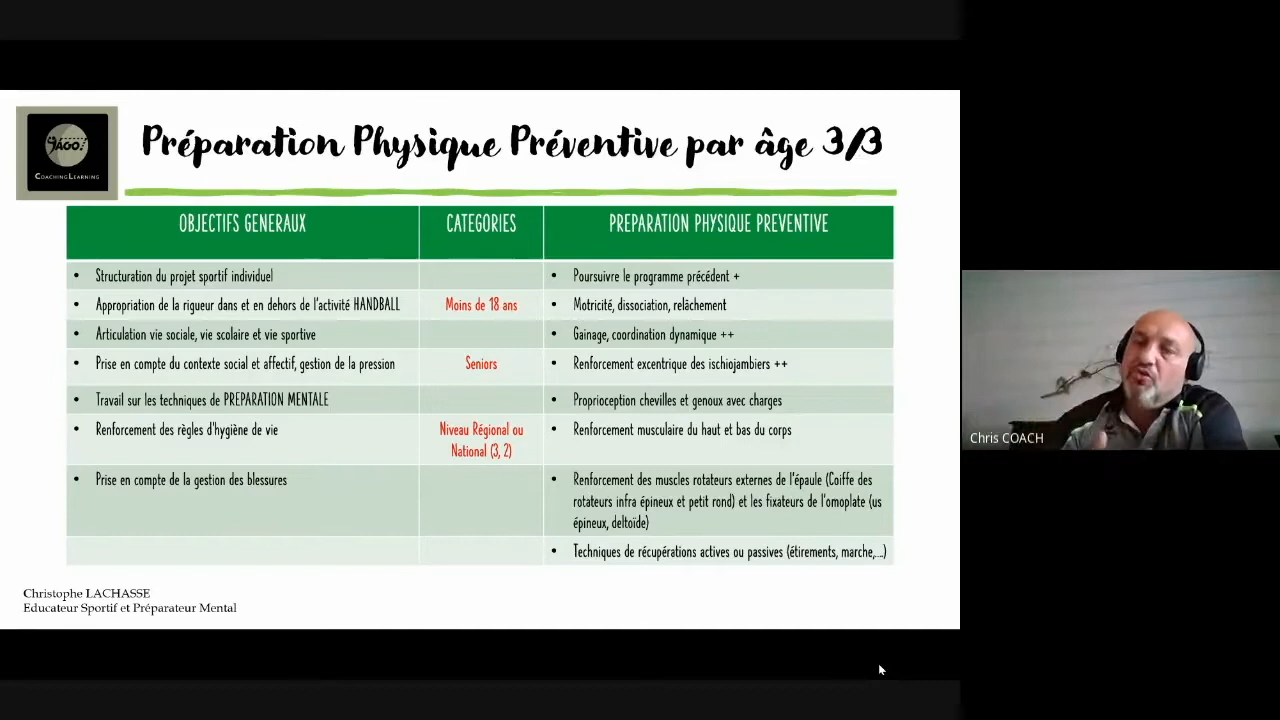 YAGO!
COACHINGLEARNING
Préparation Physique Préventive par âge 3/3
OBJECTIFS GENERAUX
CATEGORIES
PREPARATION PHYSIQUE PREVENTIVE
• Structuration du projet sportif individuel
• Poursuivre le programme précédent +
• Appropriation de la rigueur dans et en dehors de l'activité HANDBALL
Moins de 18 ans
• Motricité, dissociation, relâchement
• Articulation vie sociale, vie scolaire et vie sportive
• Gainage, coordination dynamique ++
• Prise en compte du contexte social et affectif, gestion de la pression
Seniors
• Renforcement excentrique des ischiojambiers ++
• Travail sur les techniques de PREPARATION MENTALE
• Proprioception chevilles et genoux avec charges
• Renforcement des règles d'hygiène de vie
Niveau Régional ou
National (3, 2)
• Renforcement musculaire du haut et bas du corps
• Prise en compte de la gestion des blessures
• Renforcement des muscles rotateurs externes de l'épaule (Coiffe des
rotateurs infra épineux et petit rond) et les fixateurs de l'omoplate (us
épineux, deltoïde)
• Techniques de récupérations actives ou passives (étirements, marche,...)
Christophe LACHASSE
Educateur Sportif et Préparateur Mental
Chris COACH